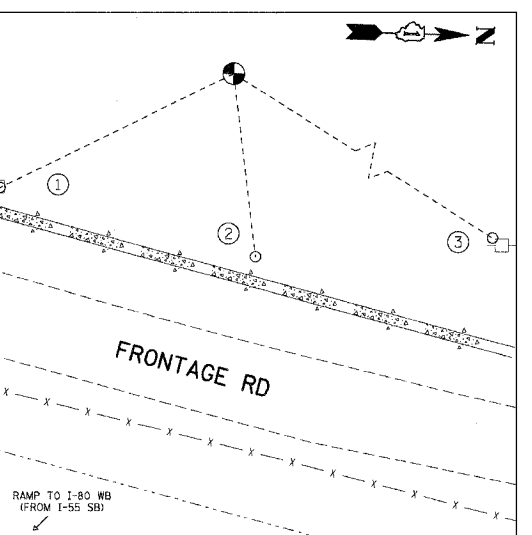 N
1
2
3
FRONTAGE RD
X X X X X X X X X X X X X
RAMP TO I-80 WB
(FROM I-55 SB)